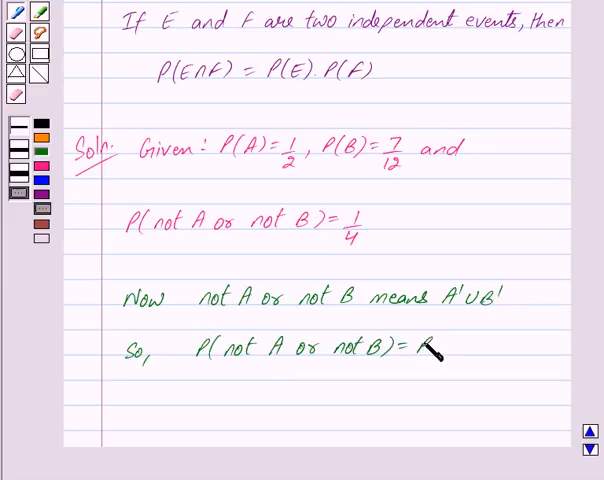 If E and F are two independent events, then
P(E∩F) = P(E). P(F)
Soln. Given: P(A)=1/2, P(B)=7/12 and
P(not A or not B)=1/4
Now not A or not B means A'∪B'
So, P(not A or not B)= P